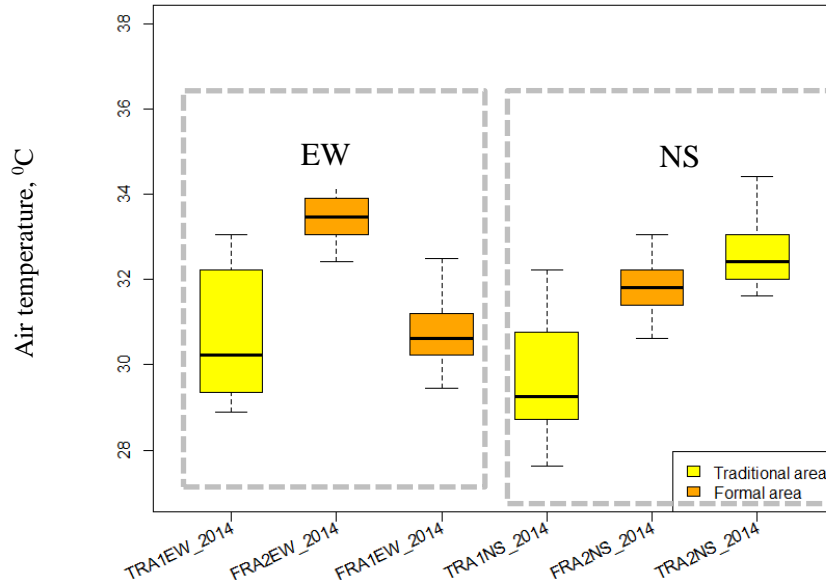 Air temperature, ⁰C
38
36
34
32
30
28
EW
NS
Traditional area
Formal area
TRA1EW_2014
FRA2EW_2014
FRA1EW_2014
TRA1NS_2014
FRA2NS_2014
TRA2NS_2014